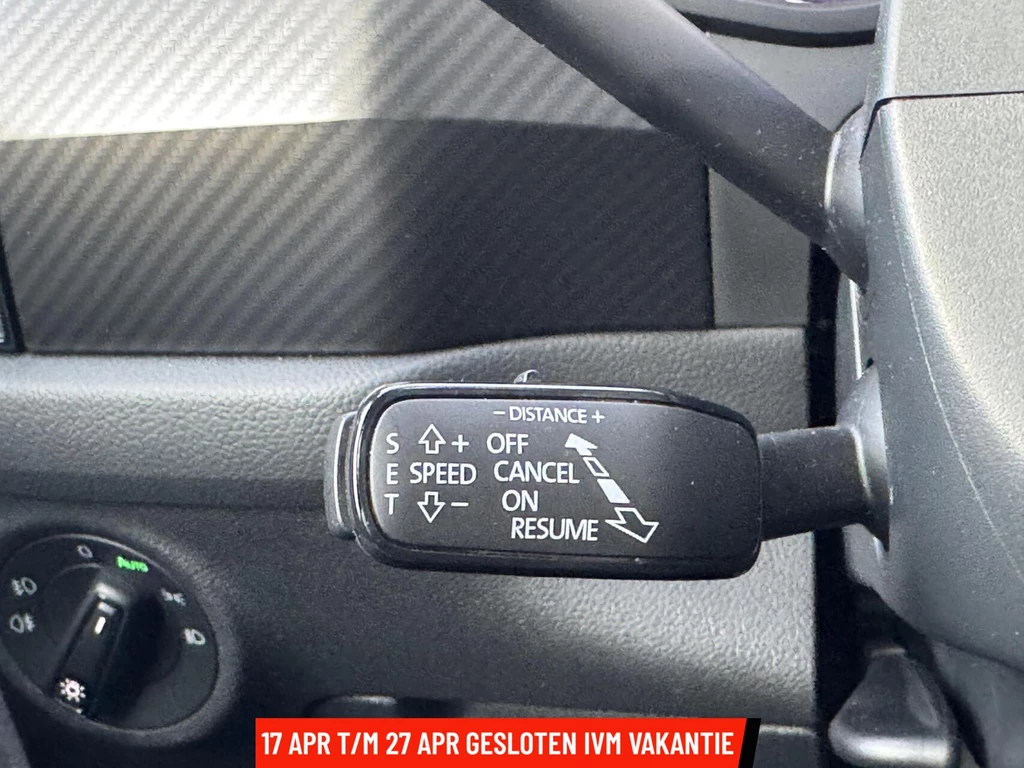 – DISTANCE +
S + OFF
E SPEED CANCEL
T – ON
RESUME
AUTO
17 APR T/M 27 APR GESLOTEN IVM VAKANTIE